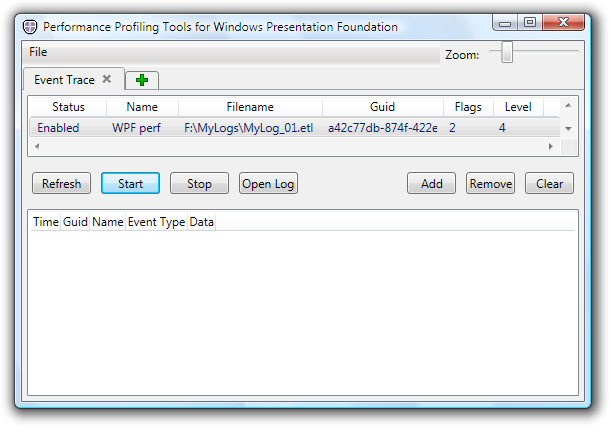 Performance Profiling Tools for Windows Presentation Foundation
File
Zoom:
Event Trace
Status Name Filename Guid Flags Level
Enabled WPF perf F:\MyLogs\MyLog_01.etl a42c77db-874f-422e 2 4
Refresh Start Stop Open Log Add Remove Clear
Time Guid Name Event Type Data